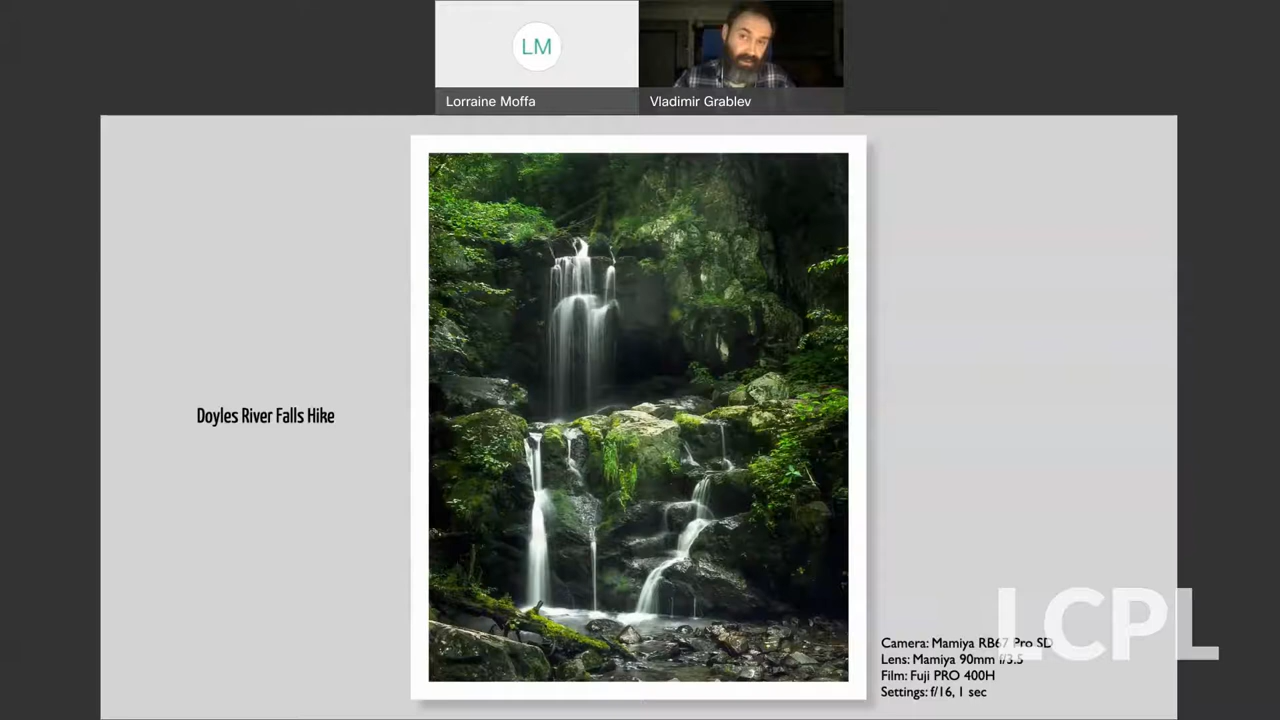 LM
Lorraine Moffa
Vladimir Grablev
Doyles River Falls Hike
LCPL
Camera: Mamiya RB67 Pro SD
Lens: Mamiya 90mm f/3.5
Film: Fuji PRO 400H
Settings: f/16, 1 sec